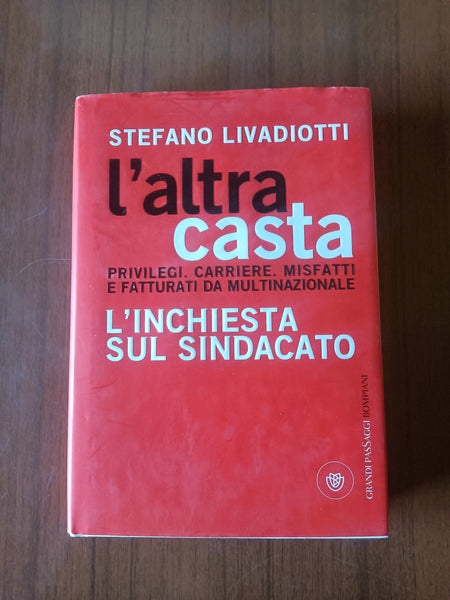 STEFANO LIVADIOTTI
l'altra
casta
PRIVILEGI. CARRIERE. MISFATTI
E FATTURATI DA MULTINAZIONALE
L'INCHIESTA
SUL SINDACATO
GRANDI PASSAGGI BOMPIANI